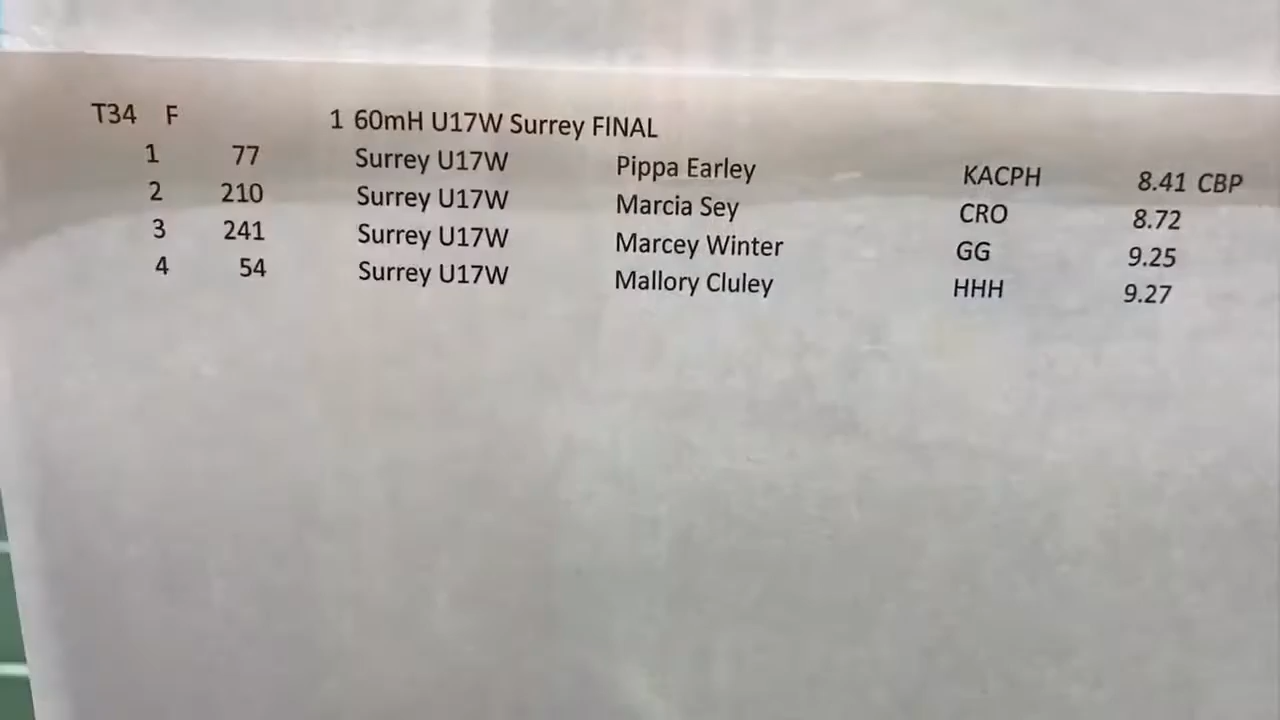 T34 F 1 60mH U17W Surrey FINAL
1 77 Surrey U17W Pippa Earley KACPH 8.41 CBP
2 210 Surrey U17W Marcia Sey CRO 8.72
3 241 Surrey U17W Marcey Winter GG 9.25
4 54 Surrey U17W Mallory Cluley HHH 9.27